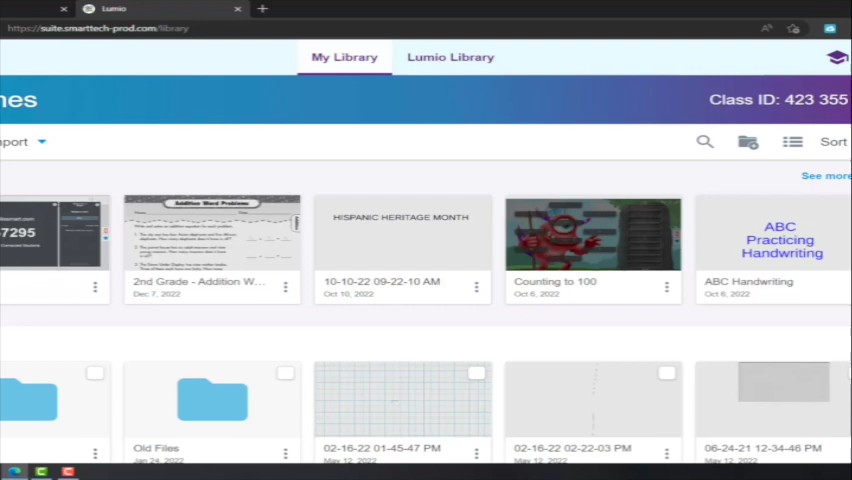 Lumio
https://suite.smarttech-prod.com/library
My Library
Lumio Library
nes
Class ID: 423 355
port
Sort
See more
37295
Addition Word Problems
HISPANIC HERITAGE MONTH
ABC
Practicing
Handwriting
2nd Grade - Addition W...
10-10-22 09-22-10 AM
Counting to 100
ABC Handwriting
Dec 7, 2022
Oct 10, 2022
Oct 6, 2022
Oct 6, 2022
Old Files
02-16-22 01-45-47 PM
02-16-22 02-22-03 PM
06-24-21 12-34-46 PM
Jan 24, 2022
May 12, 2022
May 12, 2022
May 12, 2022